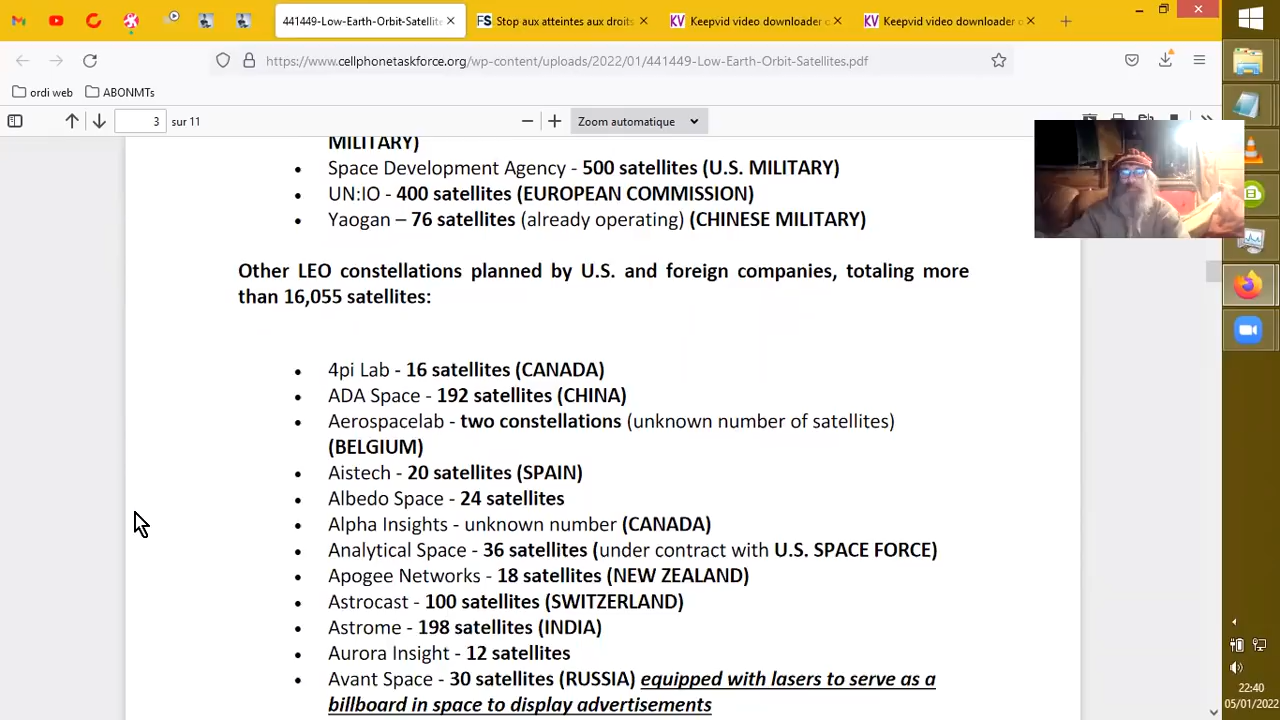 441449-Low-Earth-Orbit-Satellite
Stop aux atteintes aux droits
Keepvid video downloader o
Keepvid video downloader o
https://www.cellphonetaskforce.org/wp-content/uploads/2022/01/441449-Low-Earth-Orbit-Satellites.pdf
ordi web
ABONMTs
3 sur 11
Zoom automatique
MILITARY)
• Space Development Agency - 500 satellites (U.S. MILITARY)
• UN:IO - 400 satellites (EUROPEAN COMMISSION)
• Yaogan – 76 satellites (already operating) (CHINESE MILITARY)
Other LEO constellations planned by U.S. and foreign companies, totaling more
than 16,055 satellites:
• 4pi Lab - 16 satellites (CANADA)
• ADA Space - 192 satellites (CHINA)
• Aerospacelab - two constellations (unknown number of satellites)
(BELGIUM)
• Aistech - 20 satellites (SPAIN)
• Albedo Space - 24 satellites
• Alpha Insights - unknown number (CANADA)
• Analytical Space - 36 satellites (under contract with U.S. SPACE FORCE)
• Apogee Networks - 18 satellites (NEW ZEALAND)
• Astrocast - 100 satellites (SWITZERLAND)
• Astrome - 198 satellites (INDIA)
• Aurora Insight - 12 satellites
• Avant Space - 30 satellites (RUSSIA) equipped with lasers to serve as a
billboard in space to display advertisements
22:40
05/01/2022